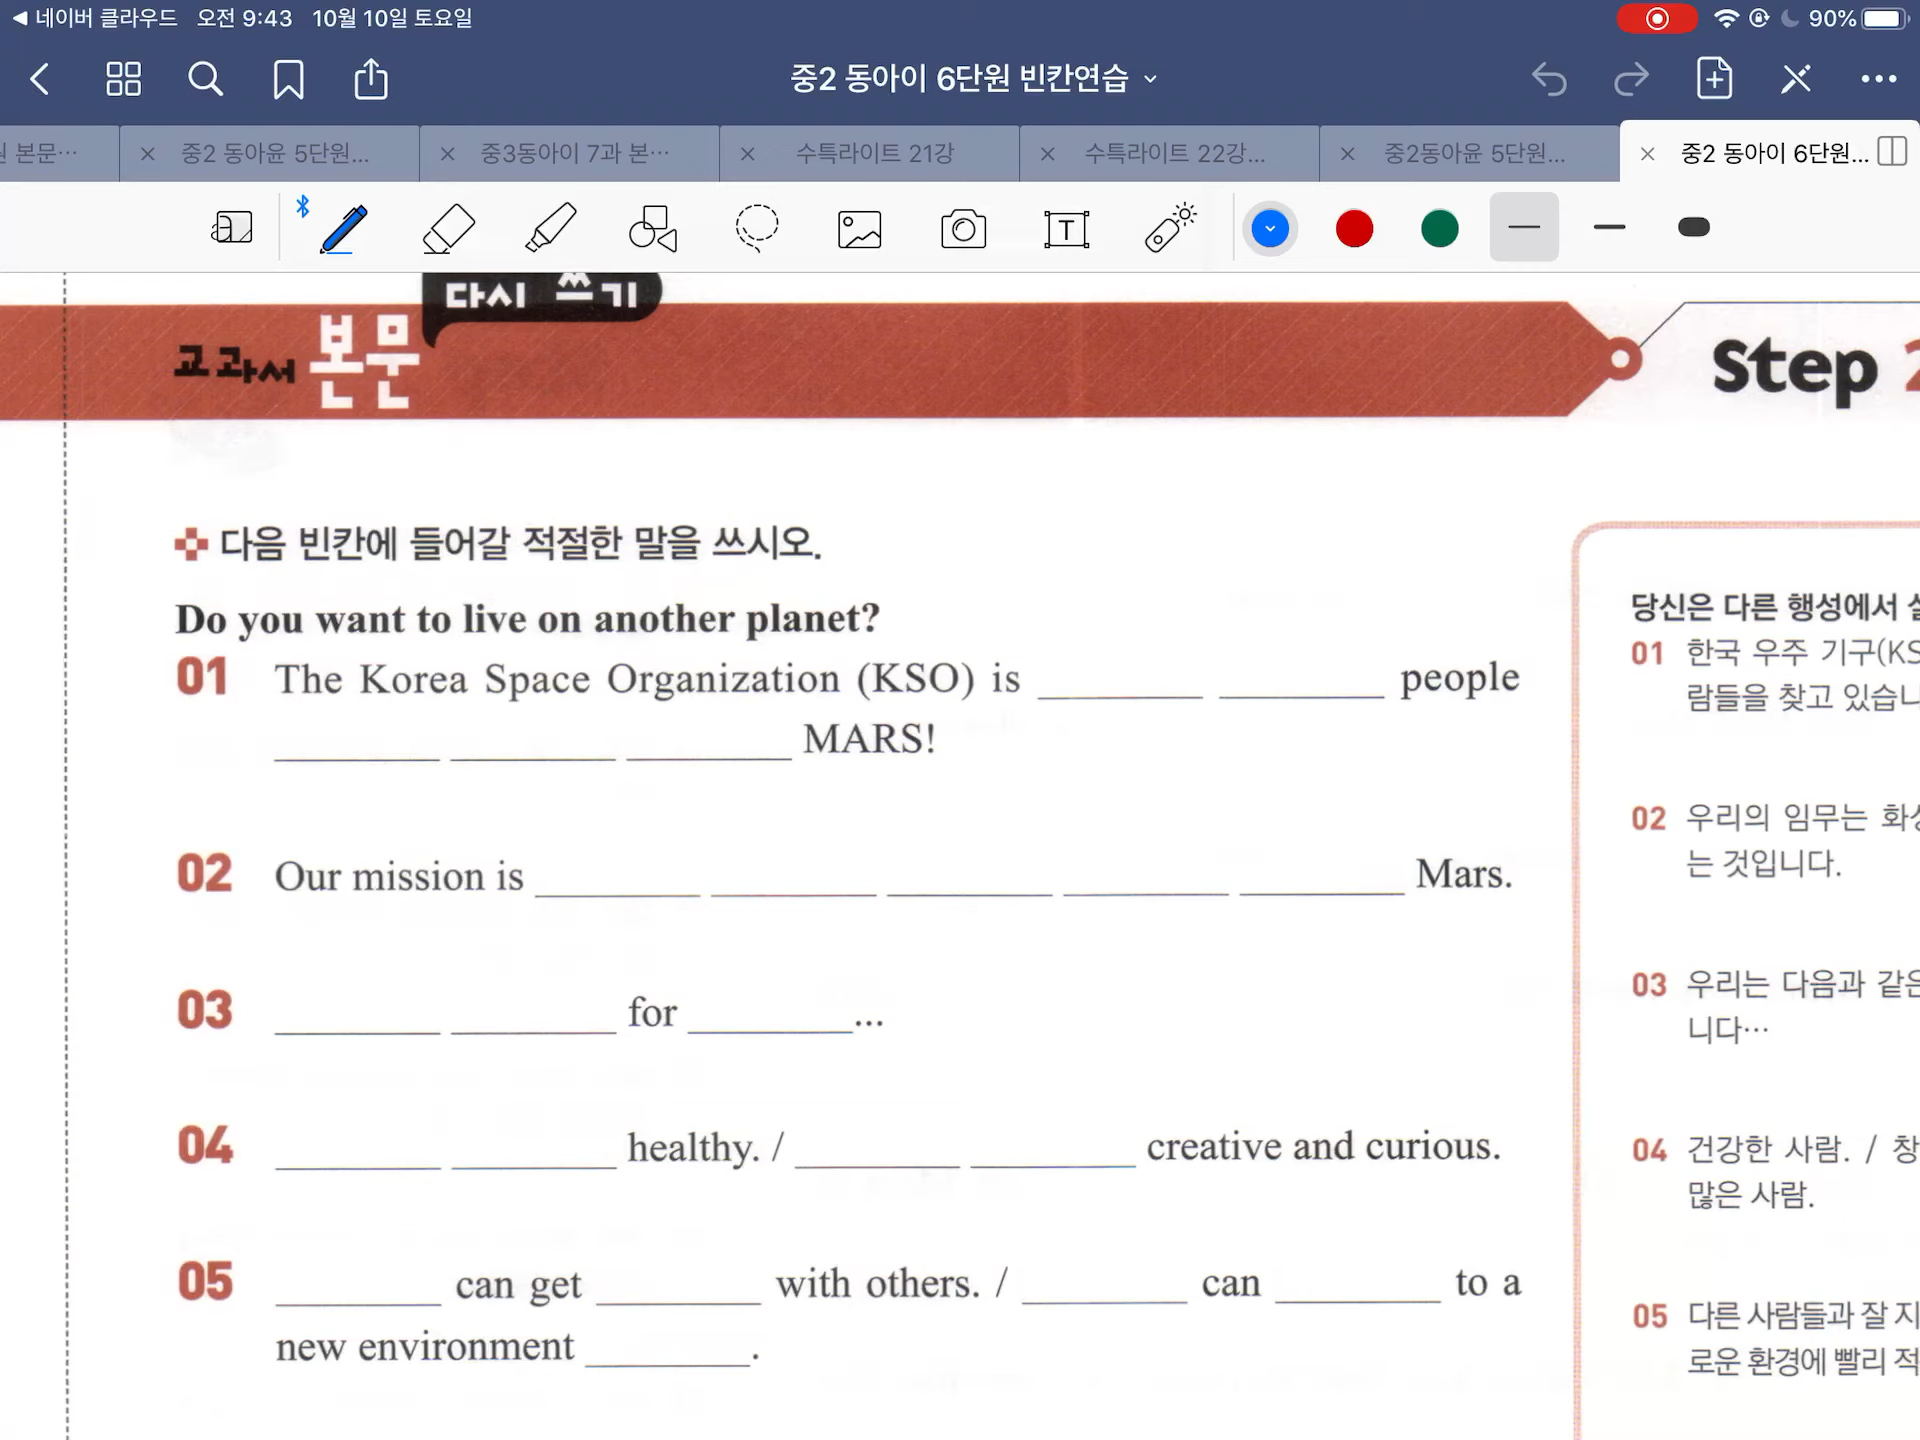 ◀ 네이버 클라우드 오전 9:43 10월 10일 토요일 90%
중2 동아이 6단원 빈칸연습
본문… × 중2 동아윤 5단원... × 중3동아이 7과 본… × 수특라이트 21강 × 수특라이트 22강... × 중2동아윤 5단원... × 중2 동아이 6단원...
T
다시 쓰기
교과서 본문
Step 2
다음 빈칸에 들어갈 적절한 말을 쓰시오.
Do you want to live on another planet?
01 The Korea Space Organization (KSO) is ________ ________ people
________ ________ ________ MARS!
02 Our mission is ________ ________ ________ ________ ________ Mars.
03 ________ ________ for ________...
04 ________ ________ healthy. / ________ ________ creative and curious.
05 ________ can get ________ with others. / ________ can ________ to a
new environment ________.
당신은 다른 행성에서
01 한국 우주 기구(KS
람들을 찾고 있습니
02 우리의 임무는 화성
는 것입니다.
03 우리는 다음과 같은
니다…
04 건강한 사람. / 창
많은 사람.
05 다른 사람들과 잘 지
로운 환경에 빨리 적